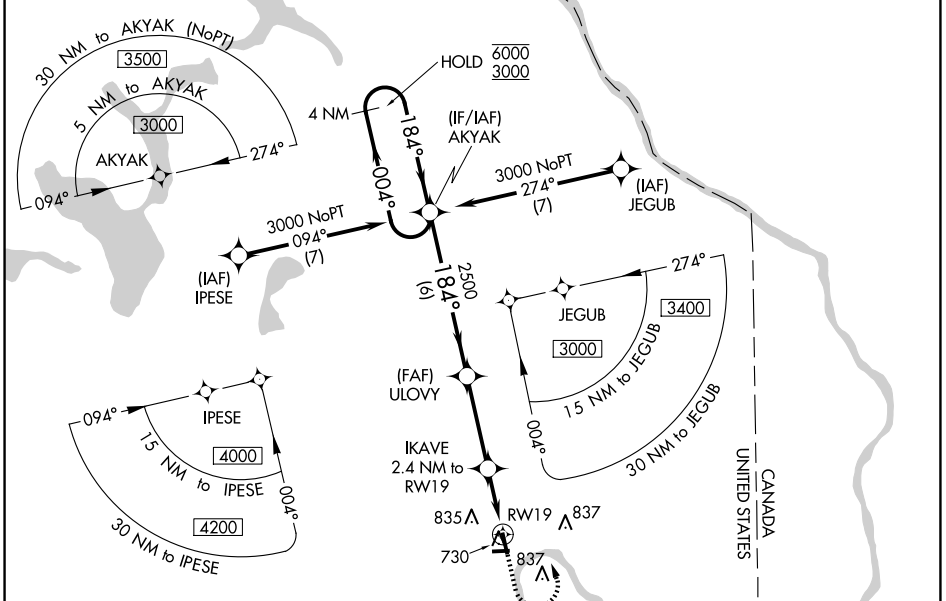 30 NM to AKYAK (NoPT)
3500
5 NM to AKYAK
3000
AKYAK
094°
274°
HOLD
6000
3000
4 NM
184°
004°
(IF/IAF)
AKYAK
3000 NoPT
094°
(7)
(IAF)
IPESE
3000 NoPT
274°
(7)
(IAF)
JEGUB
2500
184°
(6)
274°
JEGUB
3400
3000
15 NM to JEGUB
30 NM to JEGUB
004°
(FAF)
ULOVY
094°
IPESE
4000
15 NM to IPESE
004°
4200
30 NM to IPESE
IKAVE
2.4 NM to
RW19
835
RW19
837
730
837
CANADA
UNITED STATES